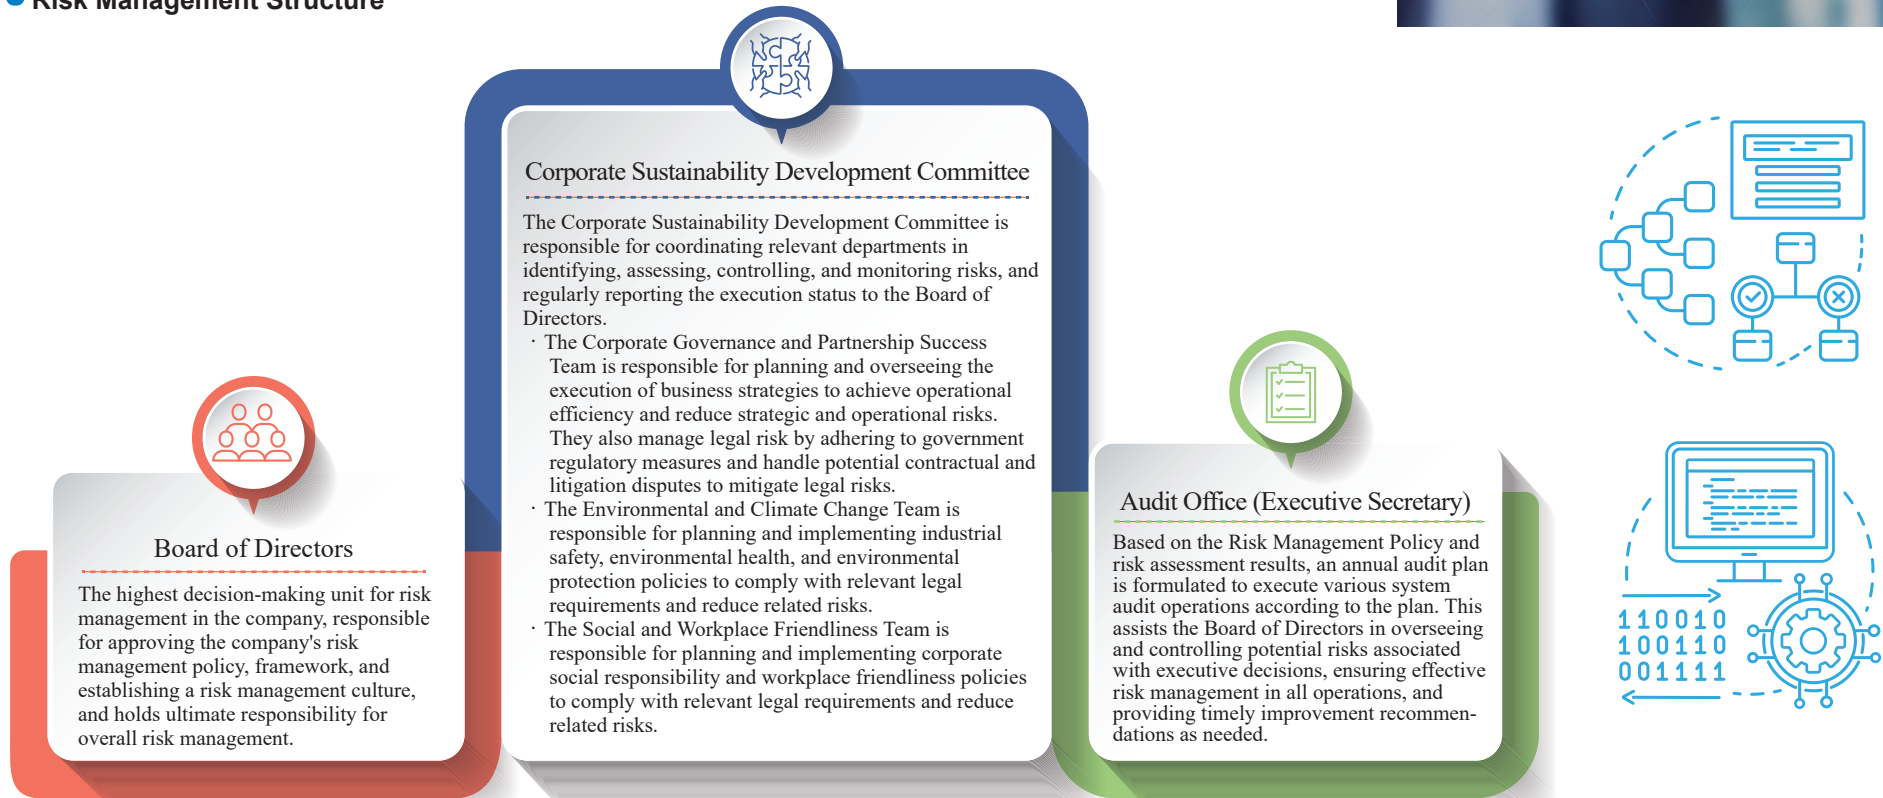 Risk Management Structure
Corporate Sustainability Development Committee
The Corporate Sustainability Development Committee is
responsible for coordinating relevant departments in
identifying, assessing, controlling, and monitoring risks, and
regularly reporting the execution status to the Board of
Directors.
· The Corporate Governance and Partnership Success
Team is responsible for planning and overseeing the
execution of business strategies to achieve operational
efficiency and reduce strategic and operational risks.
They also manage legal risk by adhering to government
regulatory measures and handle potential contractual and
litigation disputes to mitigate legal risks.
· The Environmental and Climate Change Team is
responsible for planning and implementing industrial
safety, environmental health, and environmental
protection policies to comply with relevant legal
requirements and reduce related risks.
· The Social and Workplace Friendliness Team is
responsible for planning and implementing corporate
social responsibility and workplace friendliness policies
to comply with relevant legal requirements and reduce
related risks.
Board of Directors
The highest decision-making unit for risk
management in the company, responsible
for approving the company's risk
management policy, framework, and
establishing a risk management culture,
and holds ultimate responsibility for
overall risk management.
Audit Office (Executive Secretary)
Based on the Risk Management Policy and
risk assessment results, an annual audit plan
is formulated to execute various system
audit operations according to the plan. This
assists the Board of Directors in overseeing
and controlling potential risks associated
with executive decisions, ensuring effective
risk management in all operations, and
providing timely improvement recommen-
dations as needed.
110010
100110
001111